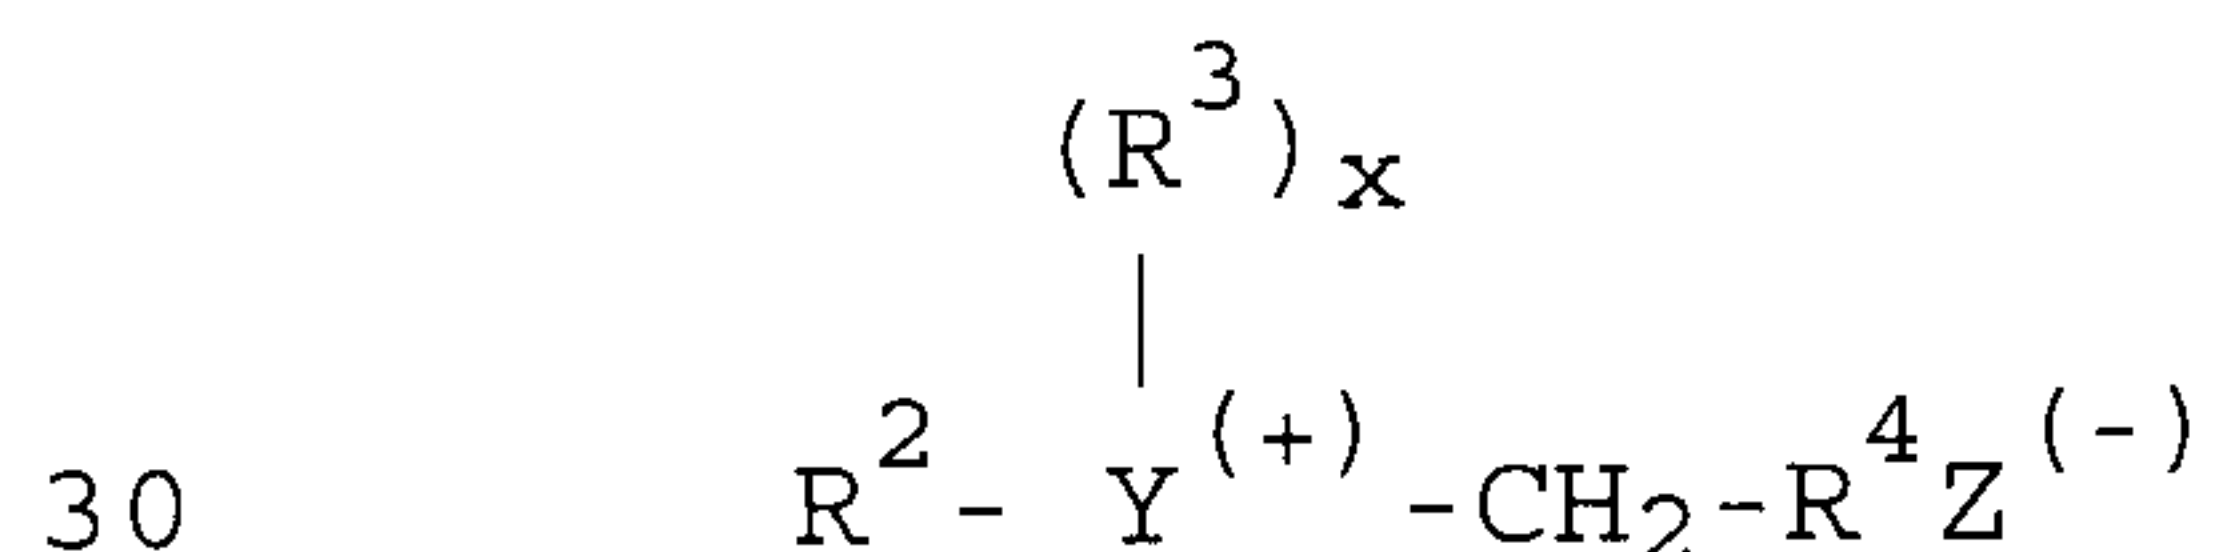 (R³)x
30 R² - Y⁽⁺⁾ -CH₂-R⁴Z⁽⁻⁾